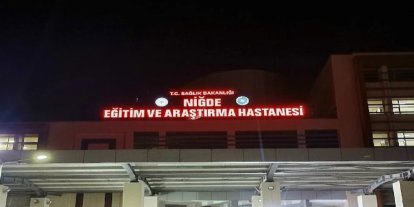 T.C. SAĞLIK BAKANLIĞI
NİĞDE
EĞİTİM VE ARAŞTIRMA HASTANESİ